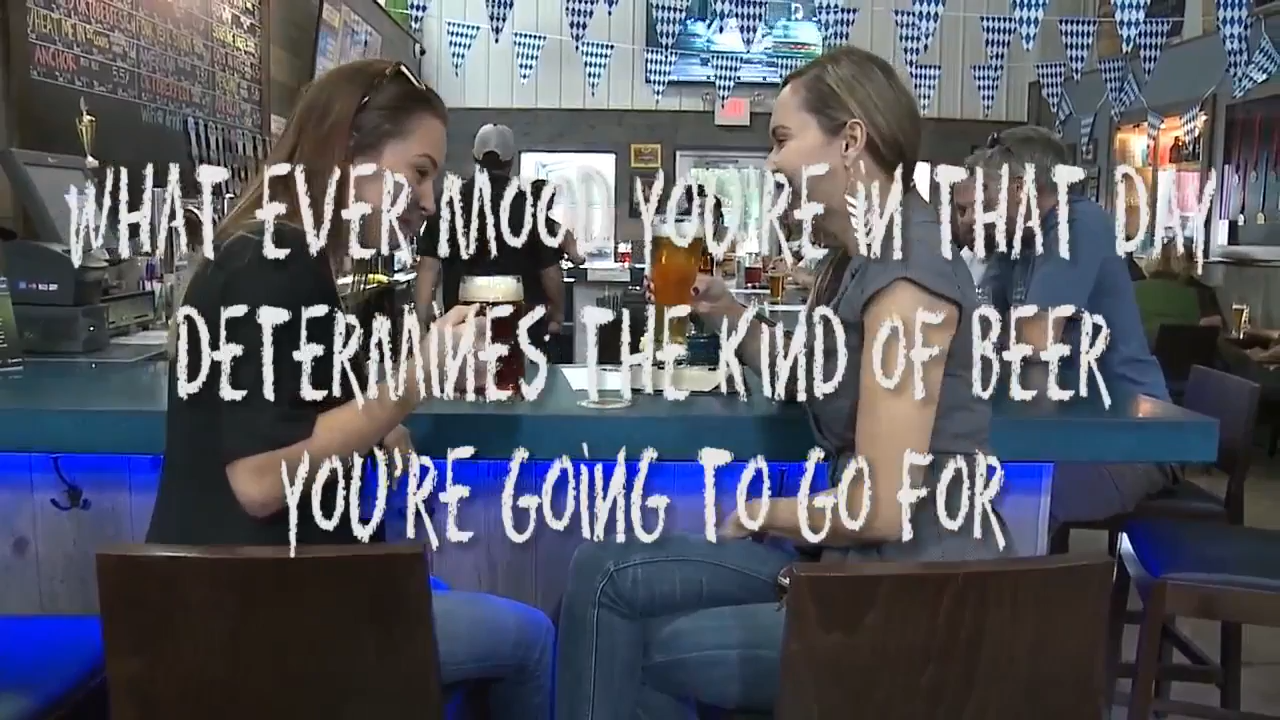 ANCHOR
WHAT EVER MOOD YOU'RE IN THAT DAY
DETERMINES THE KIND OF BEER
YOU'RE GOING TO GO FOR